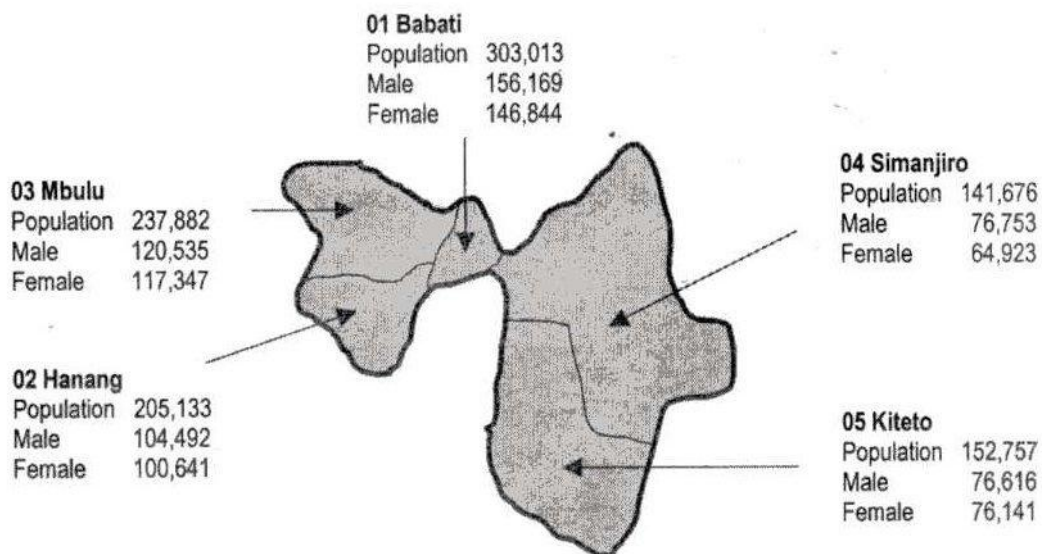 01 Babati
Population 303,013
Male 156,169
Female 146,844
03 Mbulu
Population 237,882
Male 120,535
Female 117,347
04 Simanjiro
Population 141,676
Male 76,753
Female 64,923
02 Hanang
Population 205,133
Male 104,492
Female 100,641
05 Kiteto
Population 152,757
Male 76,616
Female 76,141